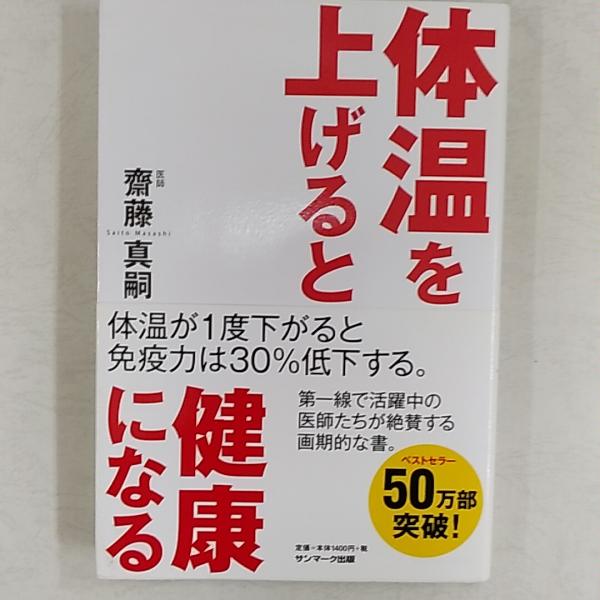 体温を
上げると
健康
になる
医師
齋藤真嗣
Saito Masashi
体温が1度下がると
免疫力は30%低下する。
第一線で活躍中の
医師たちが絶賛する
画期的な書。
ベストセラー
50万部
突破!
定価=本体1400円+税
サンマーク出版